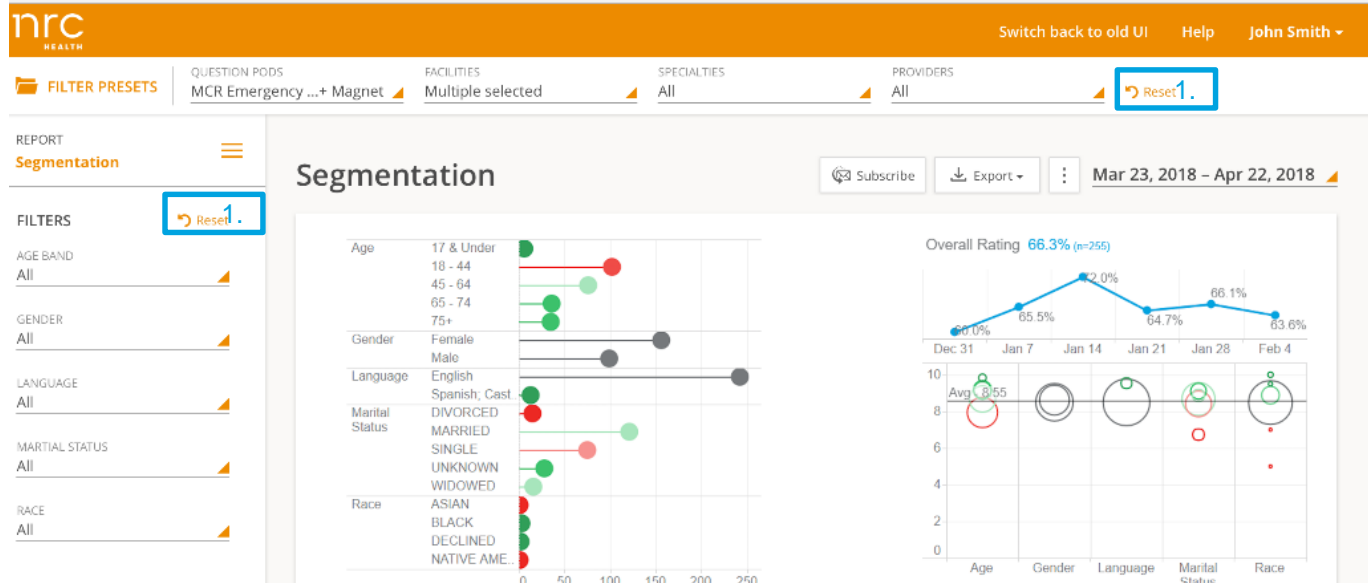 nrc
HEALTH
Switch back to old UI Help John Smith
FILTER PRESETS
QUESTION PODS
MCR Emergency ...+ Magnet
FACILITIES
Multiple selected
SPECIALTIES
All
PROVIDERS
All
Reset 1.
REPORT
Segmentation
FILTERS
Reset 1.
AGE BAND
All
GENDER
All
LANGUAGE
All
MARTIAL STATUS
All
RACE
All
Segmentation
Subscribe
Export
Mar 23, 2018 – Apr 22, 2018
Age 17 & Under
18 - 44
45 - 64
65 - 74
75+
Gender Female
Male
Language English
Spanish; Cast..
Marital Status DIVORCED
MARRIED
SINGLE
UNKNOWN
WIDOWED
Race ASIAN
BLACK
DECLINED
NATIVE AME..
0 50 100 150 200 250
Overall Rating 66.3% (n=255)
60.0% 65.5% 72.0% 64.7% 66.1% 63.6%
Dec 31 Jan 7 Jan 14 Jan 21 Jan 28 Feb 4
10
Avg : 8.55
8
6
4
2
0
Age Gender Language Marital Status Race